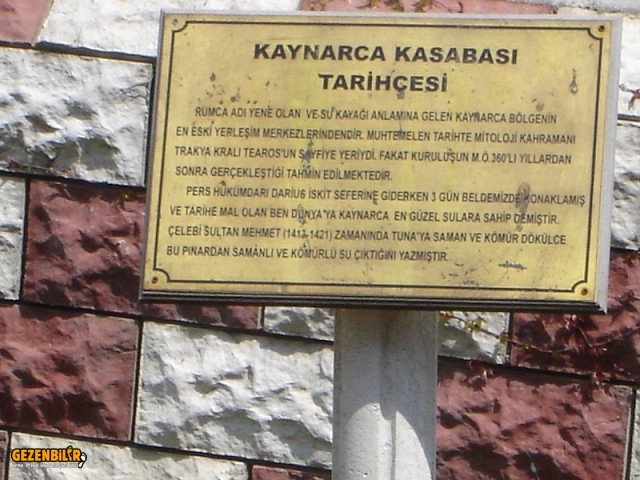 KAYNARCA KASABASI
TARİHÇESİ
RUMCA ADI YENE OLAN VE SU KAYAĞI ANLAMINA GELEN KAYNARCA BÖLGENİN
EN ESKİ YERLEŞİM MERKEZLERİNDENDİR. MUHTEMELEN TARİHTE MİTOLOJİ KAHRAMANI
TRAKYA KRALI TEAROS'UN SAYFİYE YERİYDİ. FAKAT KURULUŞUN M.Ö.360'LI YILLARDAN
SONRA GERÇEKLEŞTİĞİ TAHMİN EDİLMEKTEDİR.
PERS HÜKÜMDARI DARİUS İSKİT SEFERİNE GİDERKEN 3 GÜN BELDEMİZDE KONAKLAMIŞ
VE TARİHE MAL OLAN BEN DÜNYA'YA KAYNARCA EN GÜZEL SULARA SAHİP DEMİŞTİR.
ÇELEBİ SULTAN MEHMET (1413-1421) ZAMANINDA TUNA'YA SAMAN VE KÖMÜR DÖKÜLCE
BU PINARDAN SAMANLI VE KÖMÜRLÜ SU ÇIKTIĞINI YAZMIŞTIR.
GEZENBİLİR